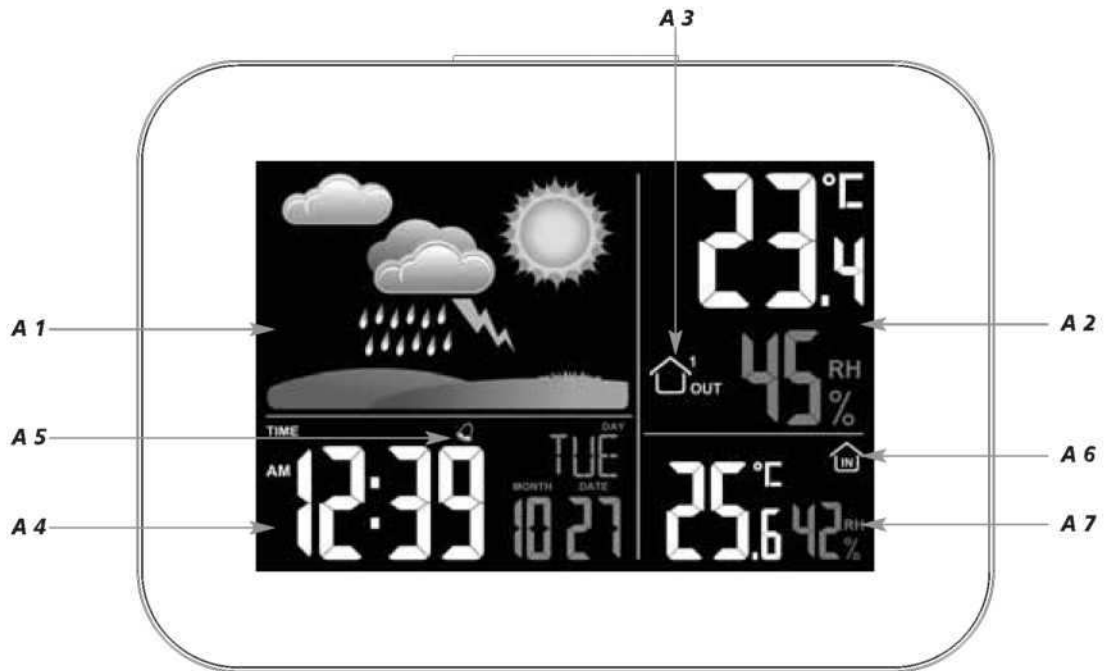 A 3
23.4 °C
A 1
A 2
1
OUT
45 RH
%
TIME
DAY
A 5
TUE
IN
A 6
AM
12:39
MONTH DATE
10 27
25.6 °C
42 RH
%
A 4
A 7